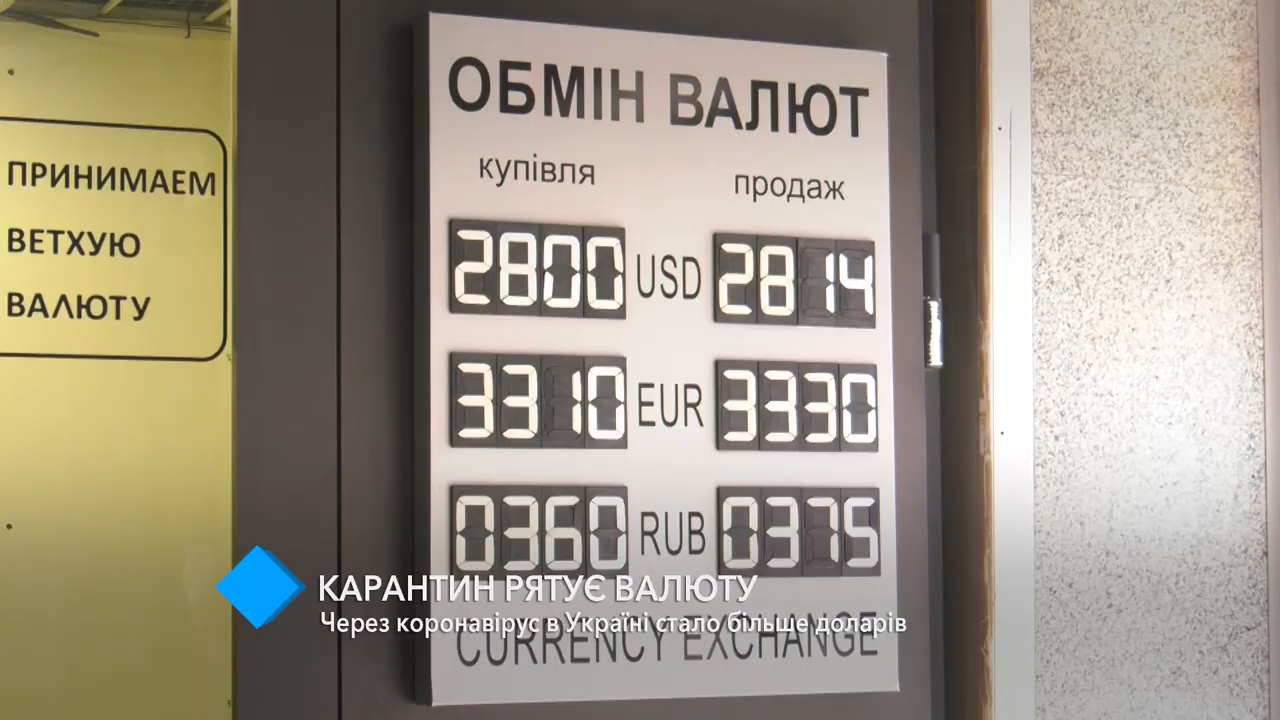 ПРИНИМАЕМ
ВЕТХУЮ
ВАЛЮТУ
ОБМІН ВАЛЮТ
купівля продаж
2800 USD 2814
3310 EUR 3330
0360 RUB 0375
CURRENCY EXCHANGE
КАРАНТИН РЯТУЄ ВАЛЮТУ
Через коронавірус в Україні стало більше доларів